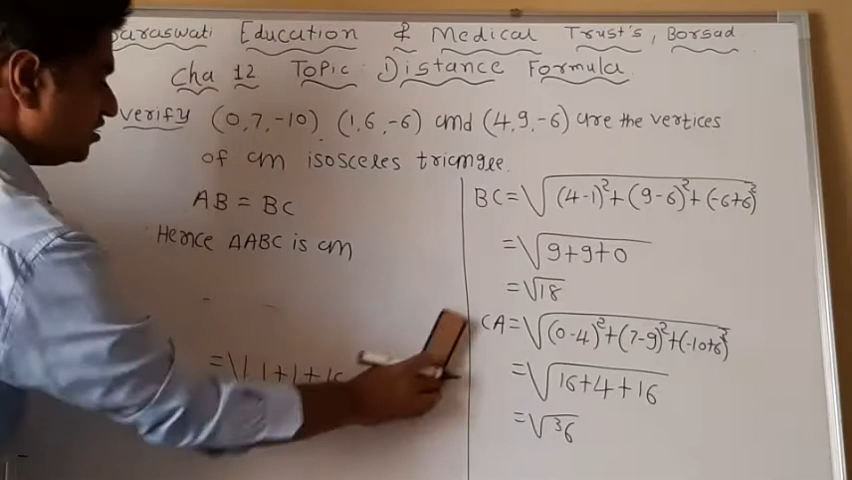 Saraswati Education & Medical Trust's, Borsad
Cha 12 Topic : Distance Formula
verify (0,7,-10), (1,6,-6) and (4,9,-6) are the vertices
of an isosceles triangle.
AB = BC
Hence ΔABC is an
= √ 1+1+16
BC = √(4-1)²+(9-6)²+(-6+6)²
= √9+9+0
= √18
CA = √(0-4)²+(7-9)²+(-10+6)²
= √16+4+16
= √36